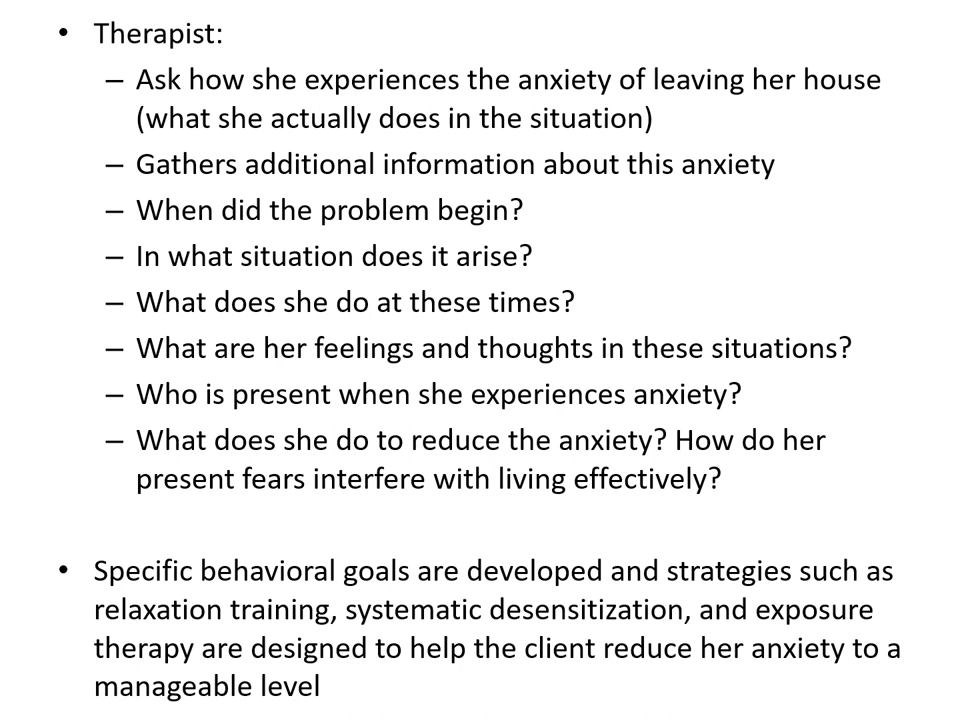 • Therapist:
– Ask how she experiences the anxiety of leaving her house
(what she actually does in the situation)
– Gathers additional information about this anxiety
– When did the problem begin?
– In what situation does it arise?
– What does she do at these times?
– What are her feelings and thoughts in these situations?
– Who is present when she experiences anxiety?
– What does she do to reduce the anxiety? How do her
present fears interfere with living effectively?
• Specific behavioral goals are developed and strategies such as
relaxation training, systematic desensitization, and exposure
therapy are designed to help the client reduce her anxiety to a
manageable level